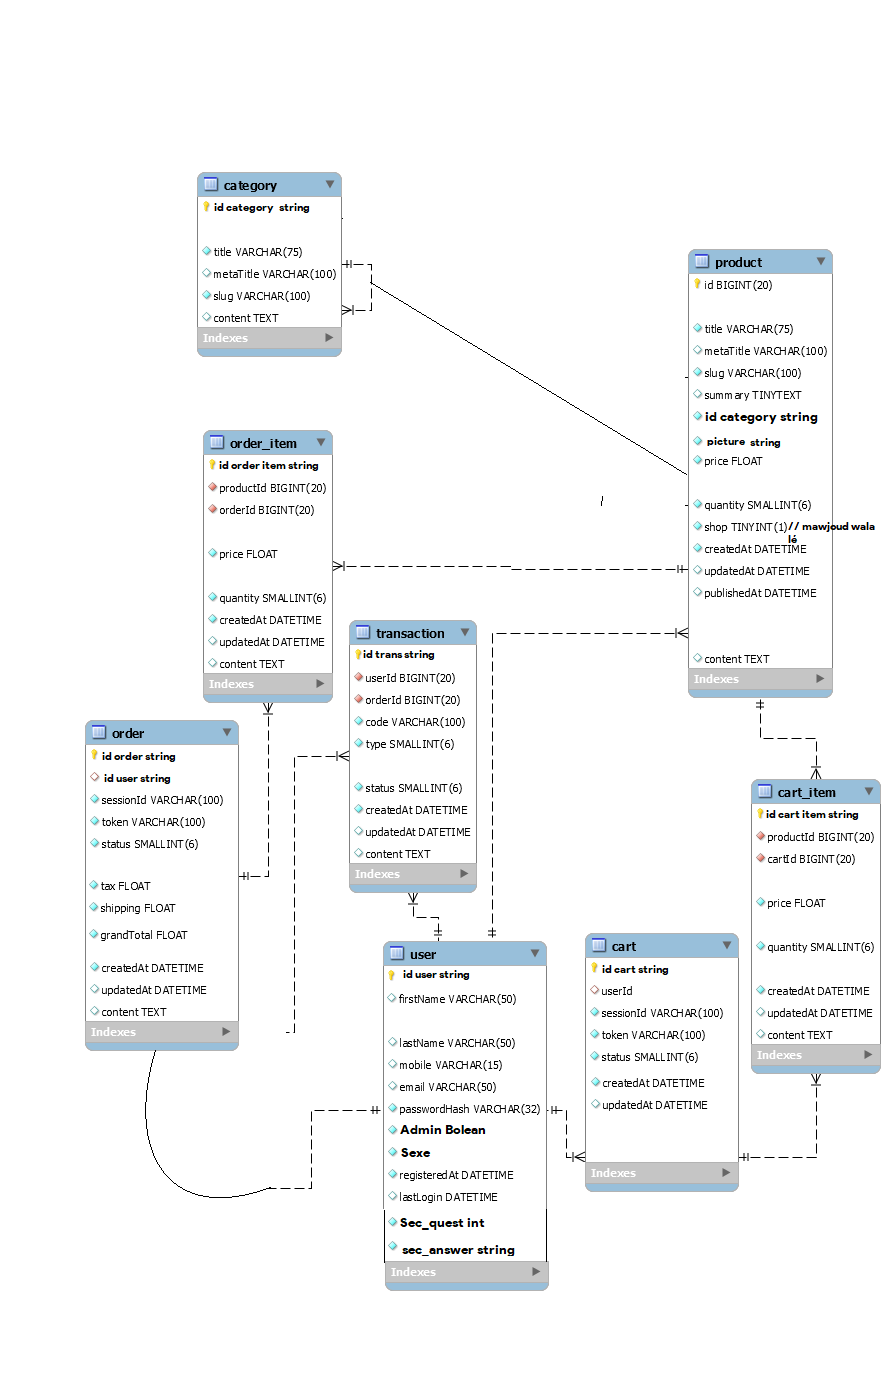 category
id category string
title VARCHAR(75)
metaTitle VARCHAR(100)
slug VARCHAR(100)
content TEXT
Indexes
product
id BIGINT(20)
title VARCHAR(75)
metaTitle VARCHAR(100)
slug VARCHAR(100)
summary TINYTEXT
id category string
picture string
price FLOAT
quantity SMALLINT(6)
shop TINYINT(1)// mawjoud wala
lé
createdAt DATETIME
updatedAt DATETIME
publishedAt DATETIME
content TEXT
Indexes
order_item
id order item string
productId BIGINT(20)
orderId BIGINT(20)
price FLOAT
quantity SMALLINT(6)
createdAt DATETIME
updatedAt DATETIME
content TEXT
Indexes
transaction
id trans string
userId BIGINT(20)
orderId BIGINT(20)
code VARCHAR(100)
type SMALLINT(6)
status SMALLINT(6)
createdAt DATETIME
updatedAt DATETIME
content TEXT
Indexes
order
id order string
id user string
sessionId VARCHAR(100)
token VARCHAR(100)
status SMALLINT(6)
tax FLOAT
shipping FLOAT
grandTotal FLOAT
createdAt DATETIME
updatedAt DATETIME
content TEXT
Indexes
cart_item
id cart item string
productId BIGINT(20)
cartId BIGINT(20)
price FLOAT
quantity SMALLINT(6)
createdAt DATETIME
updatedAt DATETIME
content TEXT
Indexes
user
id user string
firstName VARCHAR(50)
lastName VARCHAR(50)
mobile VARCHAR(15)
email VARCHAR(50)
passwordHash VARCHAR(32)
Admin Bolean
Sexe
registeredAt DATETIME
lastLogin DATETIME
Sec_quest int
sec_answer string
Indexes
cart
id cart string
userId
sessionId VARCHAR(100)
token VARCHAR(100)
status SMALLINT(6)
createdAt DATETIME
updatedAt DATETIME
Indexes